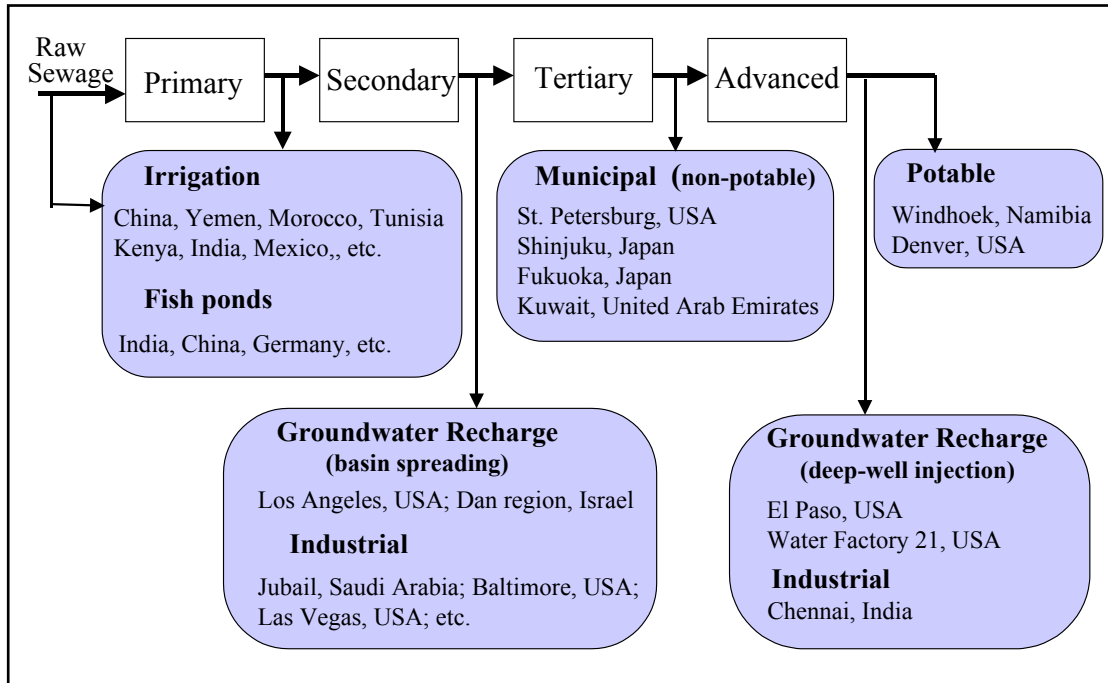 Raw
Sewage
Primary
Secondary
Tertiary
Advanced
Irrigation
China, Yemen, Morocco, Tunisia
Kenya, India, Mexico,, etc.
Fish ponds
India, China, Germany, etc.
Municipal (non-potable)
St. Petersburg, USA
Shinjuku, Japan
Fukuoka, Japan
Kuwait, United Arab Emirates
Potable
Windhoek, Namibia
Denver, USA
Groundwater Recharge
(basin spreading)
Los Angeles, USA; Dan region, Israel
Industrial
Jubail, Saudi Arabia; Baltimore, USA;
Las Vegas, USA; etc.
Groundwater Recharge
(deep-well injection)
El Paso, USA
Water Factory 21, USA
Industrial
Chennai, India